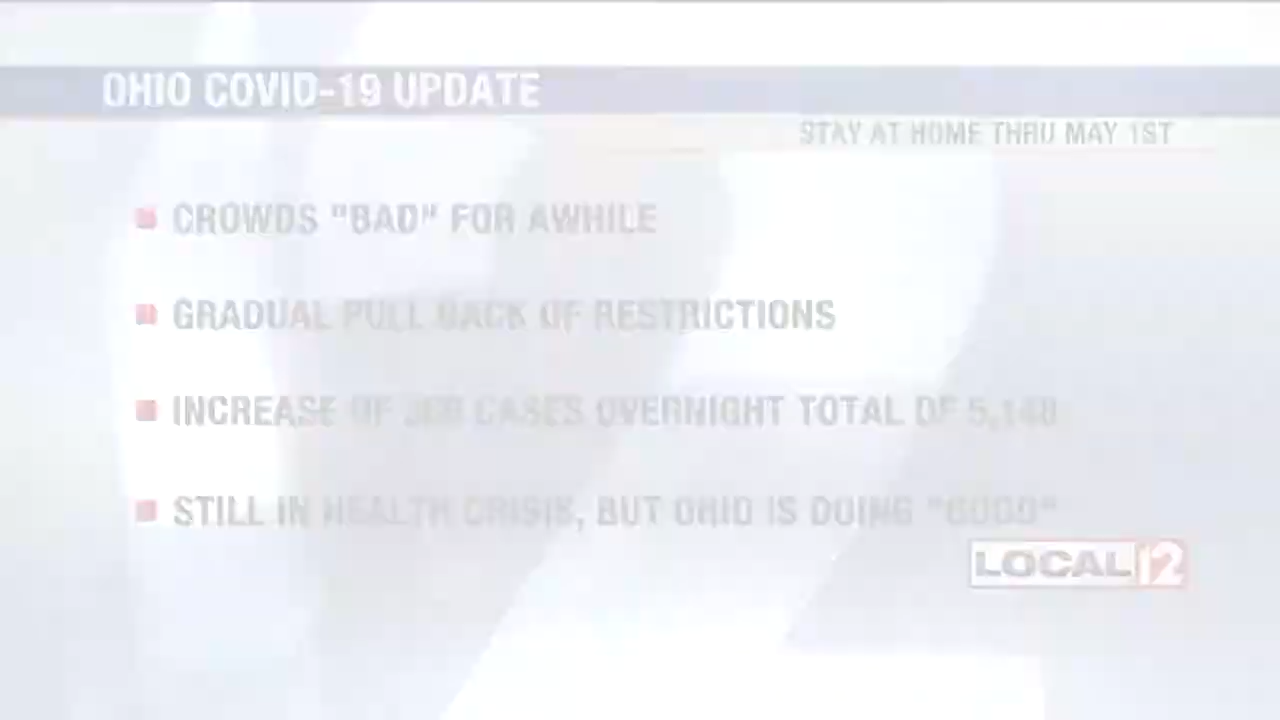 OHIO COVID-19 UPDATE
STAY AT HOME THRU MAY 1ST
CROWDS "BAD" FOR AWHILE
GRADUAL PULL BACK OF RESTRICTIONS
INCREASE OF CASES OVERNIGHT TOTAL OF
STILL IN HEALTH CRISIS, BUT OHIO IS DOING "GOOD"
LOCAL 12